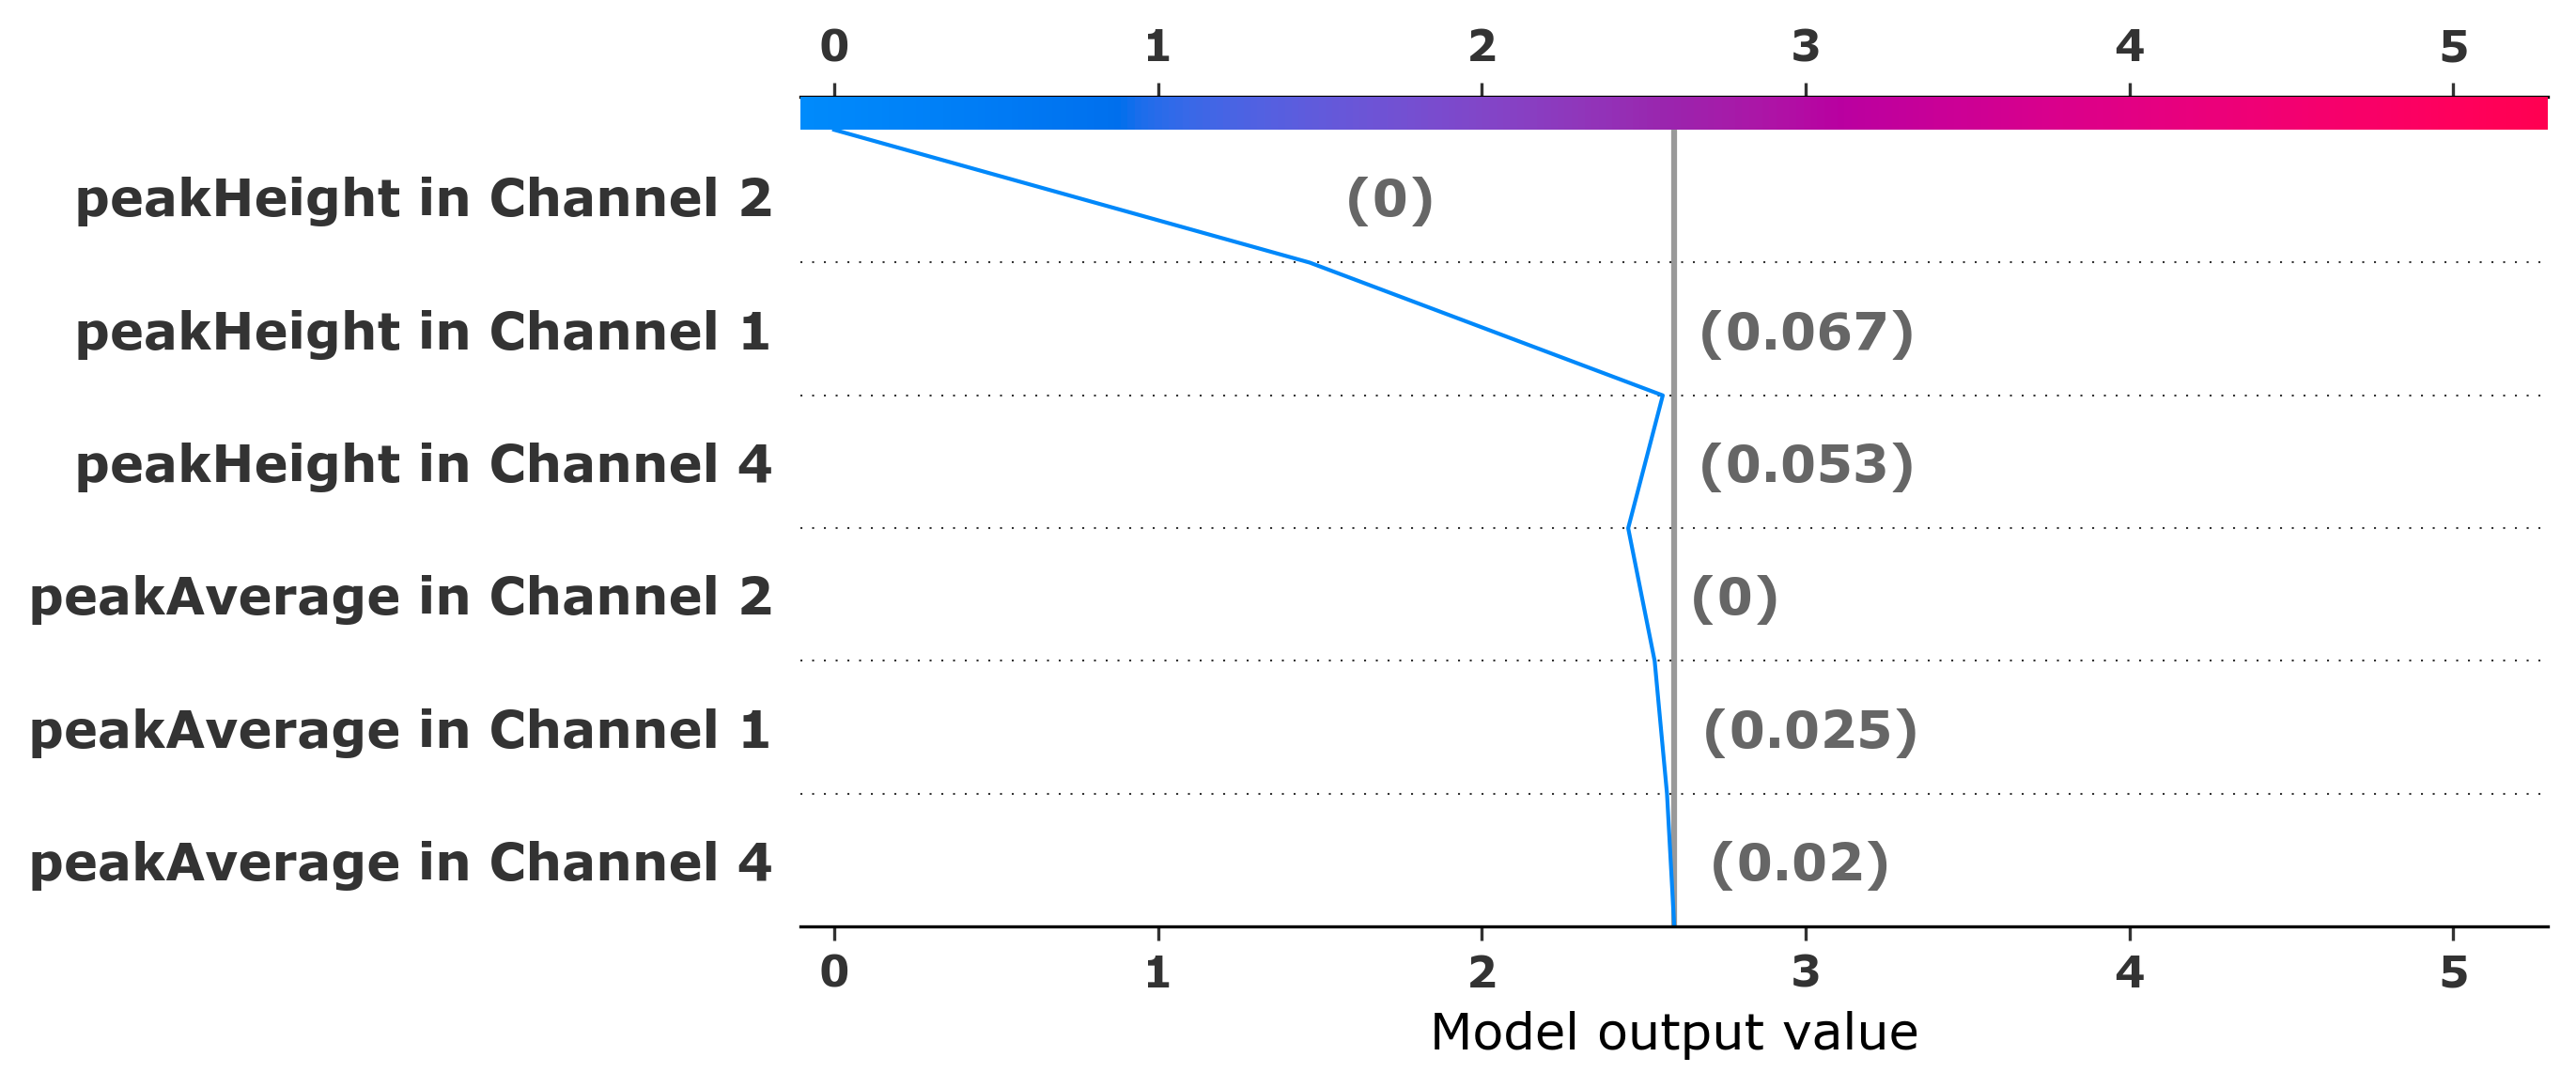 0 1 2 3 4 5
peakHeight in Channel 2 (0)
peakHeight in Channel 1 (0.067)
peakHeight in Channel 4 (0.053)
peakAverage in Channel 2 (0)
peakAverage in Channel 1 (0.025)
peakAverage in Channel 4 (0.02)
0 1 2 3 4 5
Model output value